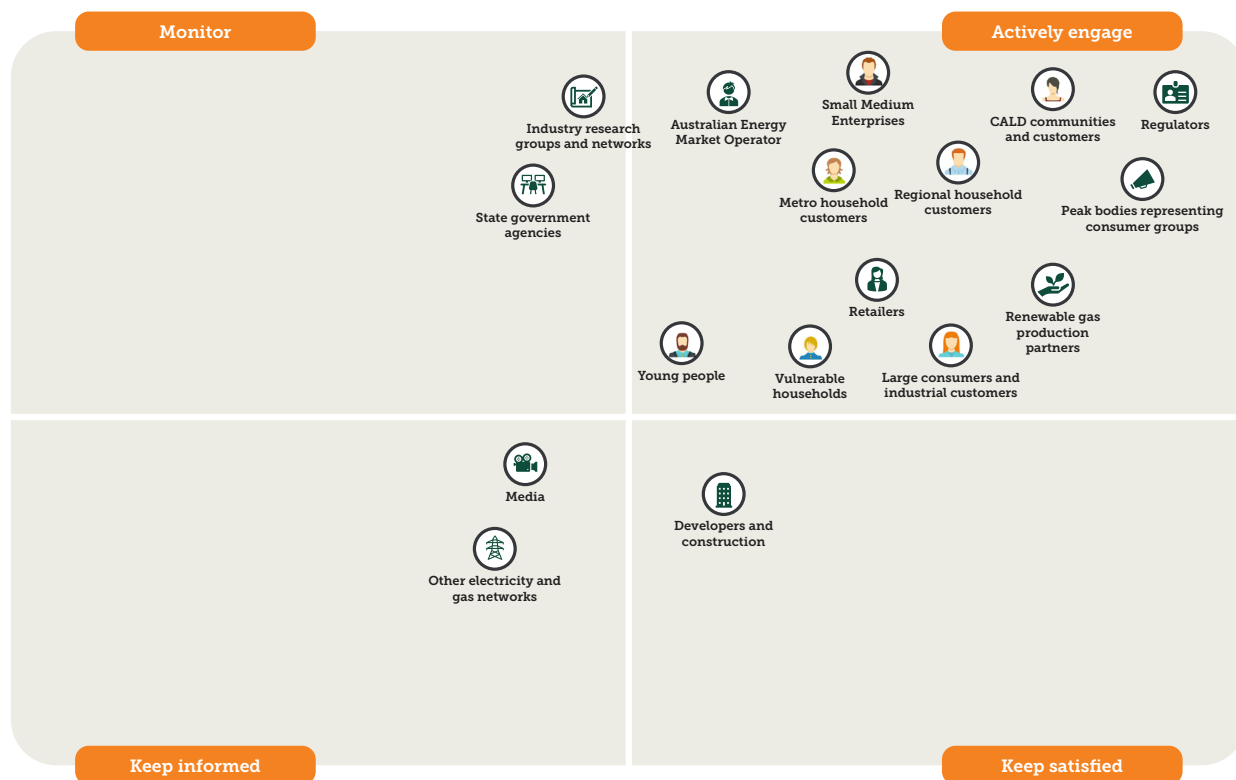 Monitor
Actively engage
Industry research
groups and networks
State government
agencies
Australian Energy
Market Operator
Small Medium
Enterprises
CALD communities
and customers
Regulators
Metro household
customers
Regional household
customers
Peak bodies representing
consumer groups
Retailers
Renewable gas
production
partners
Young people
Vulnerable
households
Large consumers and
industrial customers
Media
Other electricity and
gas networks
Developers and
construction
Keep informed
Keep satisfied